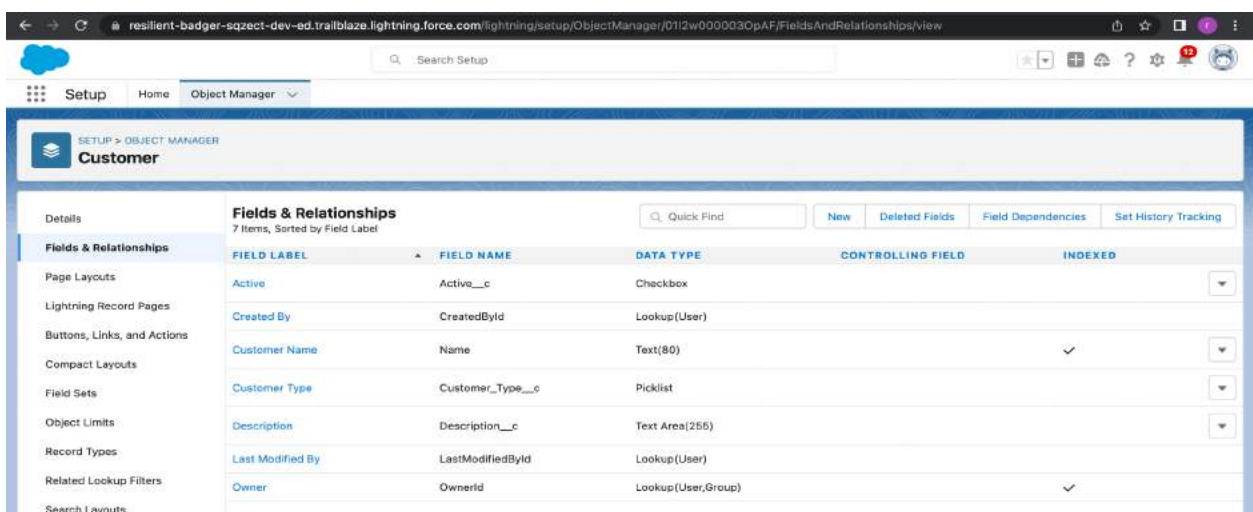 resilient-badger-sqzect-dev-ed.trailblaze.lightning.force.com/lightning/setup/ObjectManager/01I2w000003OpAF/FieldsAndRelationships/view
r
Search Setup
12
Setup Home Object Manager
SETUP > OBJECT MANAGER
Customer
Details
Fields & Relationships
Page Layouts
Lightning Record Pages
Buttons, Links, and Actions
Compact Layouts
Field Sets
Object Limits
Record Types
Related Lookup Filters
Search Layouts
Fields & Relationships
7 Items, Sorted by Field Label
Quick Find
New Deleted Fields Field Dependencies Set History Tracking
FIELD LABEL FIELD NAME DATA TYPE CONTROLLING FIELD INDEXED
Active Active__c Checkbox
Created By CreatedById Lookup(User)
Customer Name Name Text(80)
Customer Type Customer_Type__c Picklist
Description Description__c Text Area(255)
Last Modified By LastModifiedById Lookup(User)
Owner OwnerId Lookup(User,Group)